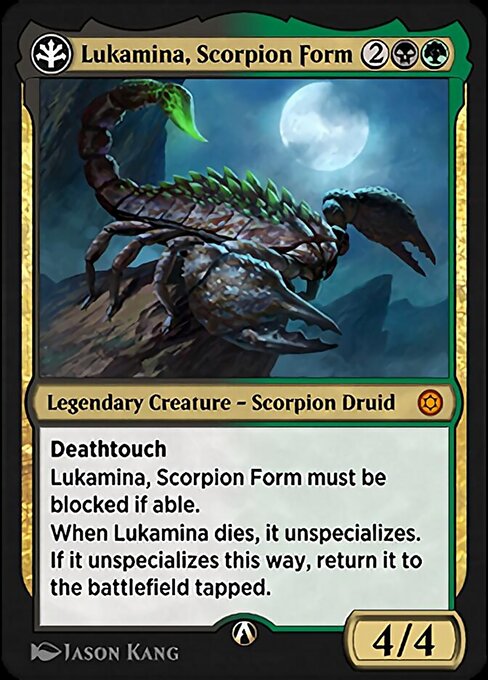 Lukamina, Scorpion Form 2
Legendary Creature – Scorpion Druid
Deathtouch
Lukamina, Scorpion Form must be
blocked if able.
When Lukamina dies, it unspecializes.
If it unspecializes this way, return it to
the battlefield tapped.
4/4
Jason Kang